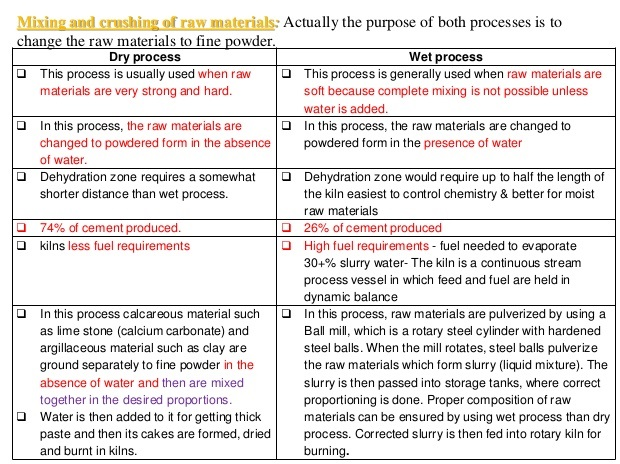 Mixing and crushing of raw materials: Actually the purpose of both processes is to
change the raw materials to fine powder.
Dry process
Wet process
❑ This process is usually used when raw
materials are very strong and hard.
❑ This process is generally used when raw materials are
soft because complete mixing is not possible unless
water is added.
❑ In this process, the raw materials are
changed to powdered form in the absence
of water.
❑ In this process, the raw materials are changed to
powdered form in the presence of water
❑ Dehydration zone requires a somewhat
shorter distance than wet process.
❑ Dehydration zone would require up to half the length of
the kiln easiest to control chemistry & better for moist
raw materials
❑ 74% of cement produced.
❑ 26% of cement produced
❑ kilns less fuel requirements
❑ High fuel requirements - fuel needed to evaporate
30+% slurry water- The kiln is a continuous stream
process vessel in which feed and fuel are held in
dynamic balance
❑ In this process calcareous material such
as lime stone (calcium carbonate) and
argillaceous material such as clay are
ground separately to fine powder in the
absence of water and then are mixed
together in the desired proportions.
❑ Water is then added to it for getting thick
paste and then its cakes are formed, dried
and burnt in kilns.
❑ In this process, raw materials are pulverized by using a
Ball mill, which is a rotary steel cylinder with hardened
steel balls. When the mill rotates, steel balls pulverize
the raw materials which form slurry (liquid mixture). The
slurry is then passed into storage tanks, where correct
proportioning is done. Proper composition of raw
materials can be ensured by using wet process than dry
process. Corrected slurry is then fed into rotary kiln for
burning.